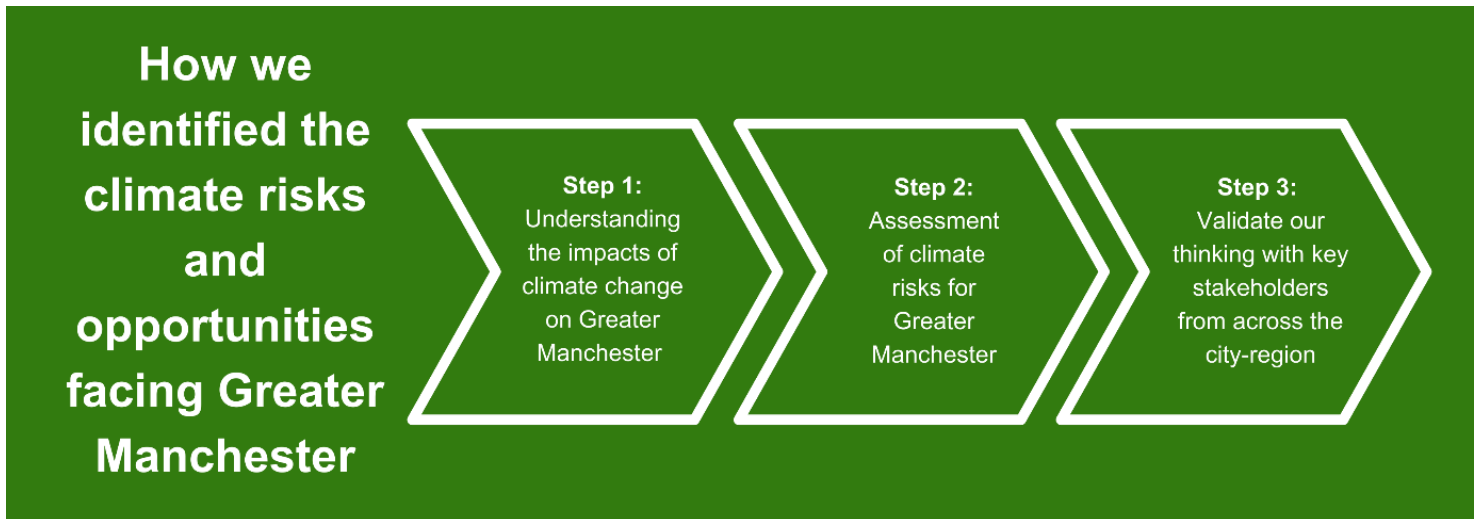 How we
identified the
climate risks
and
opportunities
facing Greater
Manchester
Step 1:
Understanding
the impacts of
climate change
on Greater
Manchester
Step 2:
Assessment
of climate
risks for
Greater
Manchester
Step 3:
Validate our
thinking with key
stakeholders
from across the
city-region